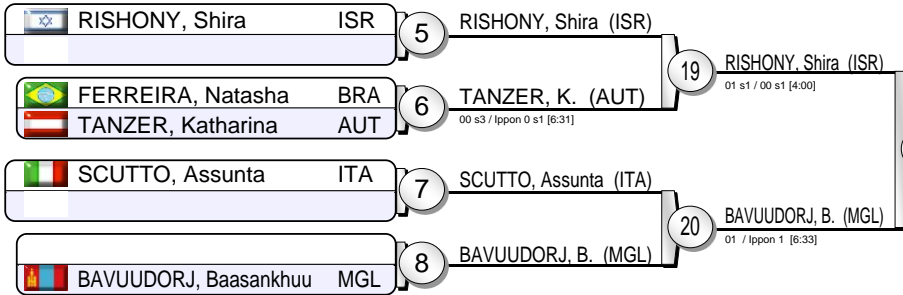 RISHONY, Shira ISR
5
RISHONY, Shira (ISR)
FERREIRA, Natasha BRA
TANZER, Katharina AUT
6
TANZER, K. (AUT)
00 s3 / Ippon 0 s1 [6:31]
19
RISHONY, Shira (ISR)
01 s1 / 00 s1 [4:00]
SCUTTO, Assunta ITA
7
SCUTTO, Assunta (ITA)
BAVUUDORJ, Baasankhuu MGL
8
BAVUUDORJ, B. (MGL)
20
BAVUUDORJ, B. (MGL)
01 / Ippon 1 [6:33]